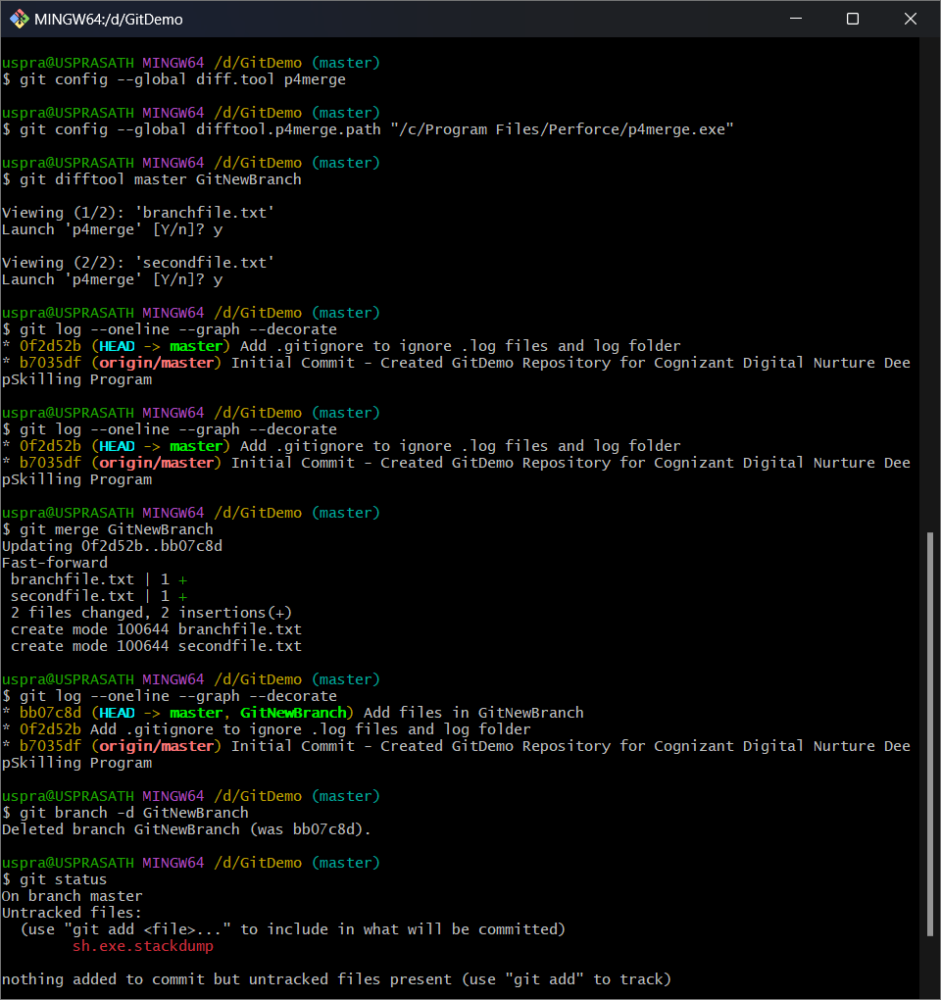 MINGW64:/d/GitDemo
uspra@USPRASATH MINGW64 /d/GitDemo (master)
$ git config --global diff.tool p4merge
uspra@USPRASATH MINGW64 /d/GitDemo (master)
$ git config --global difftool.p4merge.path "/c/Program Files/Perforce/p4merge.exe"
uspra@USPRASATH MINGW64 /d/GitDemo (master)
$ git difftool master GitNewBranch
Viewing (1/2): 'branchfile.txt'
Launch 'p4merge' [Y/n]? y
Viewing (2/2): 'secondfile.txt'
Launch 'p4merge' [Y/n]? y
uspra@USPRASATH MINGW64 /d/GitDemo (master)
$ git log --oneline --graph --decorate
* 0f2d52b (HEAD -> master) Add .gitignore to ignore .log files and log folder
* b7035df (origin/master) Initial Commit - Created GitDemo Repository for Cognizant Digital Nurture Dee
pSkilling Program
uspra@USPRASATH MINGW64 /d/GitDemo (master)
$ git log --oneline --graph --decorate
* 0f2d52b (HEAD -> master) Add .gitignore to ignore .log files and log folder
* b7035df (origin/master) Initial Commit - Created GitDemo Repository for Cognizant Digital Nurture Dee
pSkilling Program
uspra@USPRASATH MINGW64 /d/GitDemo (master)
$ git merge GitNewBranch
Updating 0f2d52b..bb07c8d
Fast-forward
 branchfile.txt | 1 +
 secondfile.txt | 1 +
 2 files changed, 2 insertions(+)
 create mode 100644 branchfile.txt
 create mode 100644 secondfile.txt
uspra@USPRASATH MINGW64 /d/GitDemo (master)
$ git log --oneline --graph --decorate
* bb07c8d (HEAD -> master, GitNewBranch) Add files in GitNewBranch
* 0f2d52b Add .gitignore to ignore .log files and log folder
* b7035df (origin/master) Initial Commit - Created GitDemo Repository for Cognizant Digital Nurture Dee
pSkilling Program
uspra@USPRASATH MINGW64 /d/GitDemo (master)
$ git branch -d GitNewBranch
Deleted branch GitNewBranch (was bb07c8d).
uspra@USPRASATH MINGW64 /d/GitDemo (master)
$ git status
On branch master
Untracked files:
  (use "git add <file>..." to include in what will be committed)
        sh.exe.stackdump
nothing added to commit but untracked files present (use "git add" to track)